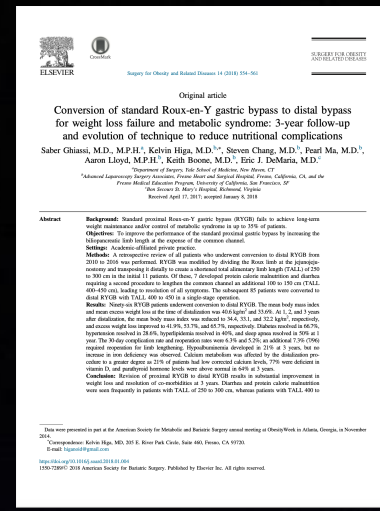 CrossMark
ELSEVIER
Surgery for Obesity and Related Diseases 14 (2018) 554–561
SURGERY FOR OBESITY
AND RELATED DISEASES
Original article
Conversion of standard Roux-en-Y gastric bypass to distal bypass
for weight loss failure and metabolic syndrome: 3-year follow-up
and evolution of technique to reduce nutritional complications
Saber Ghiassi, M.D., M.P.H.a, Kelvin Higa, M.D.b,*, Steven Chang, M.D.b, Pearl Ma, M.D.b,
Aaron Lloyd, M.P.H.b, Keith Boone, M.D.b, Eric J. DeMaria, M.D.c
aDepartment of Surgery, Yale School of Medicine, New Haven, CT
bAdvanced Laparoscopy Surgery Associates, Fresno Heart and Surgical Hospital, Fresno, California, CA, and the
Fresno Medical Education Program, University of California, San Francisco, SF
cBon Secours St. Mary's Hospital, Richmond, Virginia
Received April 17, 2017; accepted January 8, 2018
Abstract
Background: Standard proximal Roux-en-Y gastric bypass (RYGB) fails to achieve long-term
weight maintenance and/or control of metabolic syndrome in up to 35% of patients.
Objectives: To improve the performance of the standard proximal gastric bypass by increasing the
biliopancreatic limb length at the expense of the common channel.
Settings: Academic-affiliated private practice.
Methods: A retrospective review of all patients who underwent conversion to distal RYGB from
2010 to 2016 was performed. RYGB was modified by dividing the Roux limb at the jejunojeju-
nostomy and transposing it distally to create a shortened total alimentary limb length (TALL) of 250
to 300 cm in the initial 11 patients. Of these, 7 developed protein calorie malnutrition and diarrhea
requiring a second procedure to lengthen the common channel an additional 100 to 150 cm (TALL
400–450 cm), leading to resolution of all symptoms. The subsequent 85 patients were converted to
distal RYGB with TALL 400 to 450 in a single-stage operation.
Results: Ninety-six RYGB patients underwent conversion to distal RYGB. The mean body mass index
and mean excess weight loss at the time of distalization was 40.6 kg/m2 and 33.6%. At 1, 2, and 3 years
after distalization, the mean body mass index was reduced to 34.4, 33.1, and 32.2 kg/m2, respectively,
and excess weight loss improved to 41.9%, 53.7%, and 65.7%, respectively. Diabetes resolved in 66.7%,
hypertension resolved in 28.6%, hyperlipidemia resolved in 40%, and sleep apnea resolved in 50% at 1
year. The 30-day complication rate and reoperation rates were 6.3% and 5.2%; an additional 7.3% (7/96)
required reoperation for limb lengthening. Hypoalbuminemia developed in 21% at 3 years, but no
increase in iron deficiency was observed. Calcium metabolism was affected by the distalization pro-
cedure to a greater degree as 21% of patients had low corrected calcium levels, 77% were deficient in
vitamin D, and parathyroid hormone levels were above normal in 64% at 3 years.
Conclusion: Revision of proximal RYGB to distal RYGB results in substantial improvement in
weight loss and resolution of co-morbidities at 3 years. Diarrhea and protein calorie malnutrition
were seen frequently in patients with TALL of 250 to 300 cm, whereas patients with TALL 400 to
Data were presented in part at the American Society for Metabolic and Bariatric Surgery annual meeting at ObesityWeek in Atlanta, Georgia, in November
2014.
*Correspondence: Kelvin Higa, MD, 205 E. River Park Circle, Suite 460, Fresno, CA 93720.
E-mail: higanoid@gmail.com
https://doi.org/10.1016/j.soard.2018.01.004
1550-7289/© 2018 American Society for Bariatric Surgery. Published by Elsevier Inc. All rights reserved.